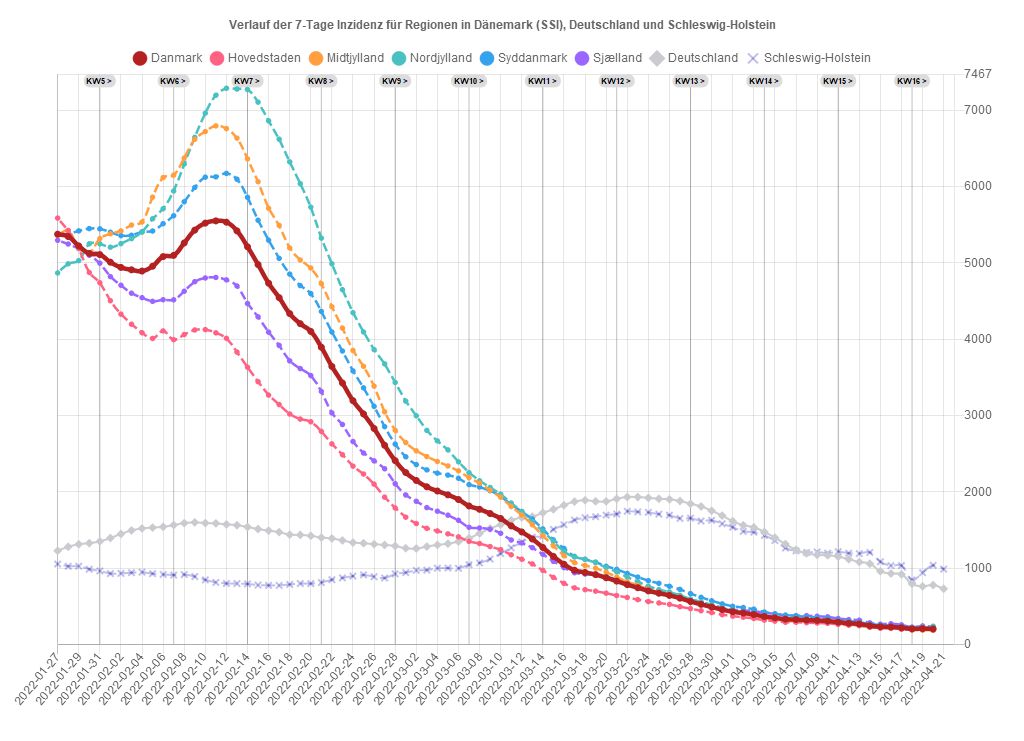 Verlauf der 7-Tage Inzidenz für Regionen in Dänemark (SSI), Deutschland und Schleswig-Holstein
Danmark Hovedstaden Midtjylland Nordjylland Syddanmark Sjælland Deutschland Schleswig-Holstein
KW5 > KW6 > KW7 > KW8 > KW9 > KW10 > KW11 > KW12 > KW13 > KW14 > KW15 > KW16 >
7467
7000
6000
5000
4000
3000
2000
1000
0
2022-01-27 2022-01-29 2022-01-31 2022-02-02 2022-02-04 2022-02-06 2022-02-08 2022-02-10 2022-02-12 2022-02-14 2022-02-16 2022-02-18 2022-02-20 2022-02-22 2022-02-24 2022-02-26 2022-02-28 2022-03-02 2022-03-04 2022-03-06 2022-03-08 2022-03-10 2022-03-12 2022-03-14 2022-03-16 2022-03-18 2022-03-20 2022-03-22 2022-03-24 2022-03-26 2022-03-28 2022-03-30 2022-04-01 2022-04-03 2022-04-05 2022-04-07 2022-04-09 2022-04-11 2022-04-13 2022-04-15 2022-04-17 2022-04-19 2022-04-21